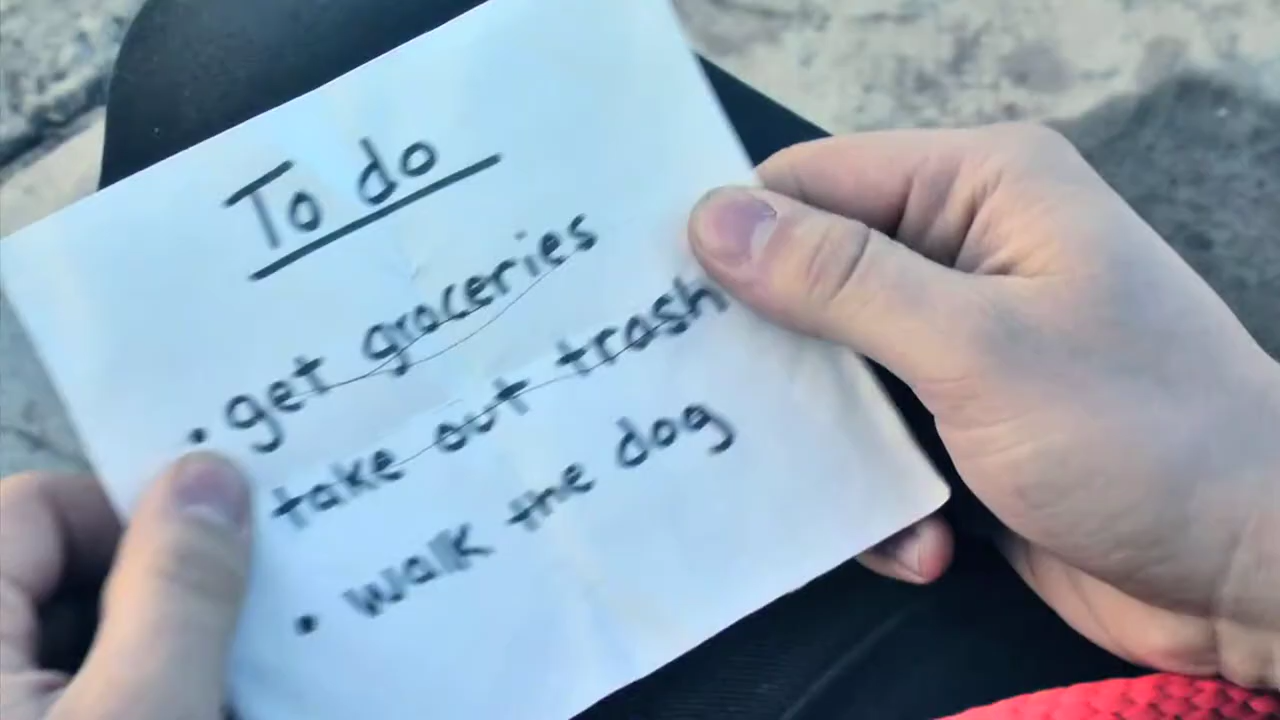 To do
• get groceries
take out trash
• walk the dog